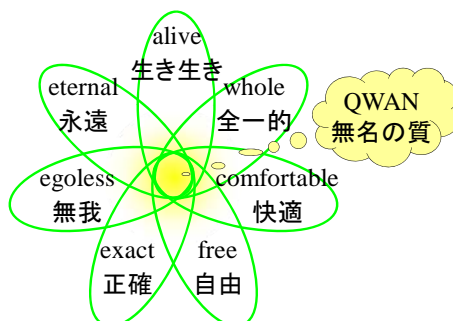 alive
生き生き
eternal
永遠
whole
全一的
QWAN
無名の質
egoless
無我
comfortable
快適
exact
正確
free
自由